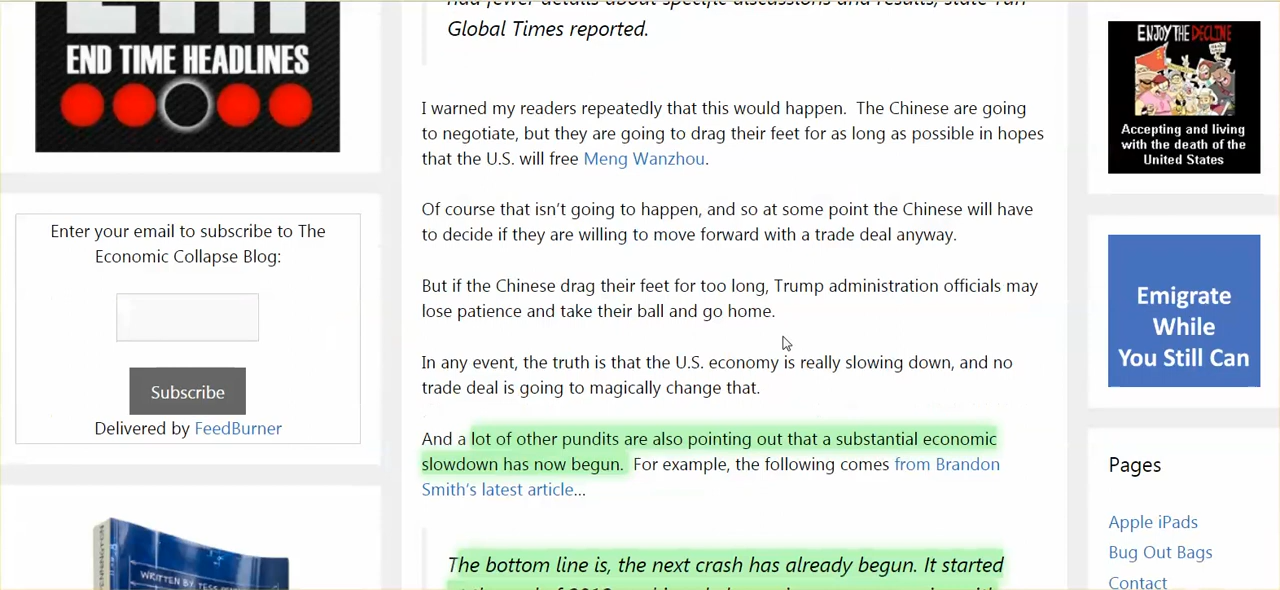 END TIME HEADLINES
Enter your email to subscribe to The
Economic Collapse Blog:
Subscribe
Delivered by FeedBurner
WRITTEN BY TESS
Global Times reported.
I warned my readers repeatedly that this would happen.  The Chinese are going
to negotiate, but they are going to drag their feet for as long as possible in hopes
that the U.S. will free Meng Wanzhou.
Of course that isn't going to happen, and so at some point the Chinese will have
to decide if they are willing to move forward with a trade deal anyway.
But if the Chinese drag their feet for too long, Trump administration officials may
lose patience and take their ball and go home.
In any event, the truth is that the U.S. economy is really slowing down, and no
trade deal is going to magically change that.
And a lot of other pundits are also pointing out that a substantial economic
slowdown has now begun.  For example, the following comes from Brandon
Smith's latest article...
The bottom line is, the next crash has already begun. It started
ENJOY THE DECLINE
Accepting and living
with the death of the
United States
Emigrate
While
You Still Can
Pages
Apple iPads
Bug Out Bags
Contact